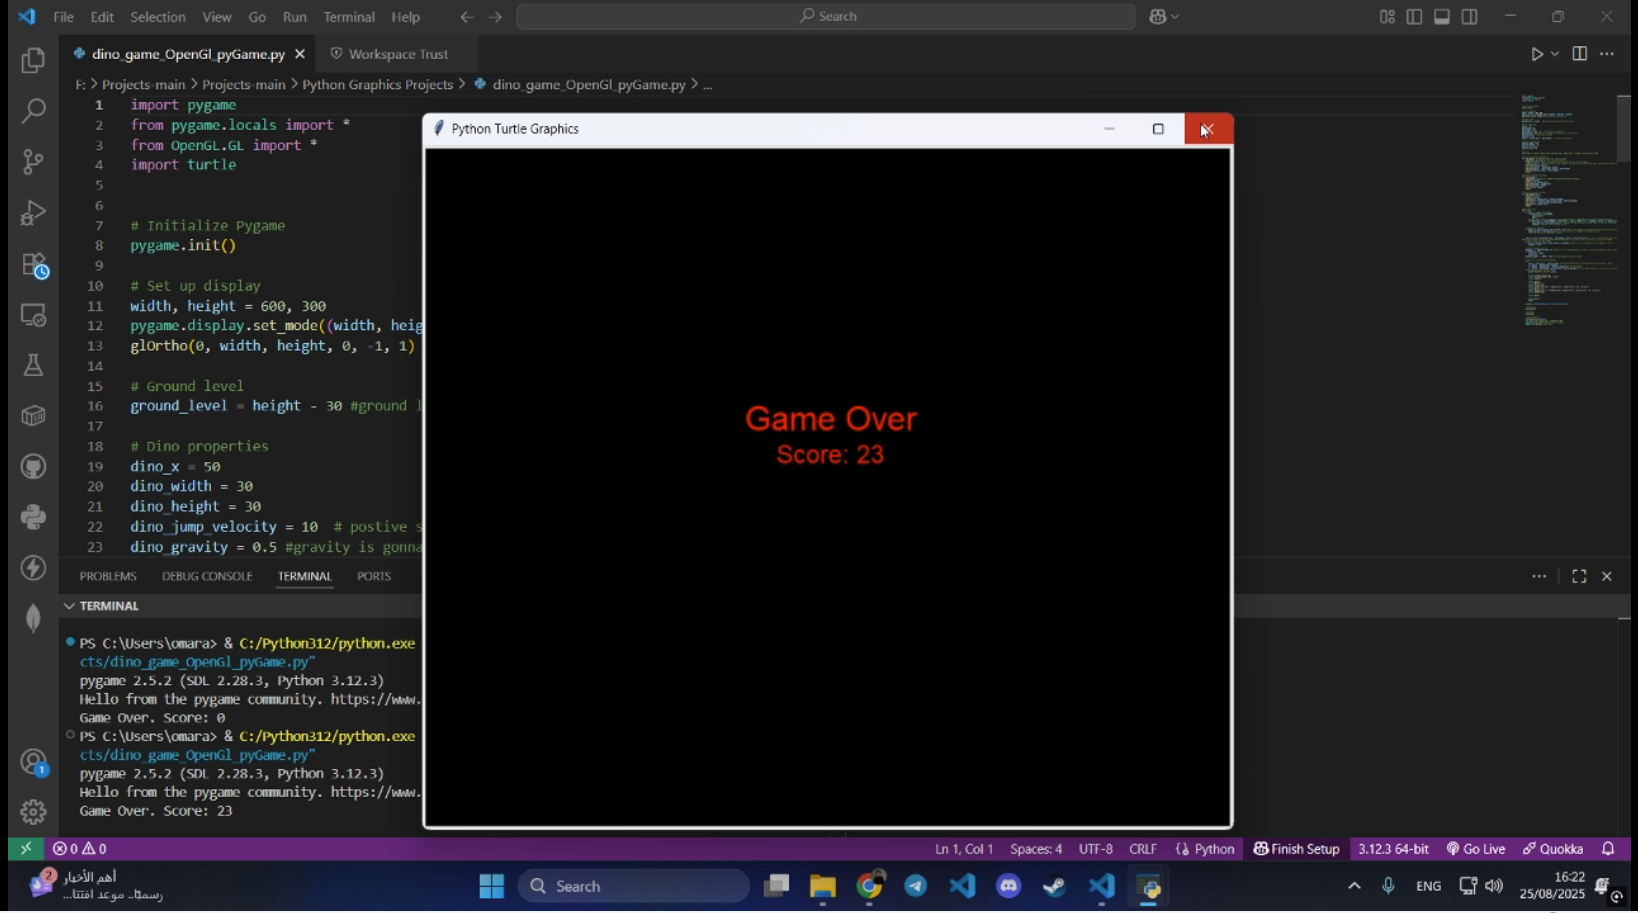 File Edit Selection View Go Run Terminal Help
Search
dino_game_OpenGl_pyGame.py
Workspace Trust
F: > Projects-main > Projects-main > Python Graphics Projects > dino_game_OpenGl_pyGame.py > ...
1 import pygame
2 from pygame.locals import *
3 from OpenGL.GL import *
4 import turtle
5
6
7 # Initialize Pygame
8 pygame.init()
9
10 # Set up display
11 width, height = 600, 300
12 pygame.display.set_mode((width, heig
13 glOrtho(0, width, height, 0, -1, 1)
14
15 # Ground level
16 ground_level = height - 30 #ground l
17
18 # Dino properties
19 dino_x = 50
20 dino_width = 30
21 dino_height = 30
22 dino_jump_velocity = 10 # postive s
23 dino_gravity = 0.5 #gravity is gonna
Python Turtle Graphics
Game Over
Score: 23
PROBLEMS DEBUG CONSOLE TERMINAL PORTS
TERMINAL
PS C:\Users\omara> & C:/Python312/python.exe
cts/dino_game_OpenGl_pyGame.py"
pygame 2.5.2 (SDL 2.28.3, Python 3.12.3)
Hello from the pygame community. https://www.
Game Over. Score: 0
PS C:\Users\omara> & C:/Python312/python.exe
cts/dino_game_OpenGl_pyGame.py"
pygame 2.5.2 (SDL 2.28.3, Python 3.12.3)
Hello from the pygame community. https://www.
Game Over. Score: 23
1
0 0
Ln 1, Col 1 Spaces: 4 UTF-8 CRLF Python Finish Setup 3.12.3 64-bit Go Live Quokka
2
أهم الأخبار
رسميًا.. موعد افتتا...
Search
ENG
16:22
25/08/2025